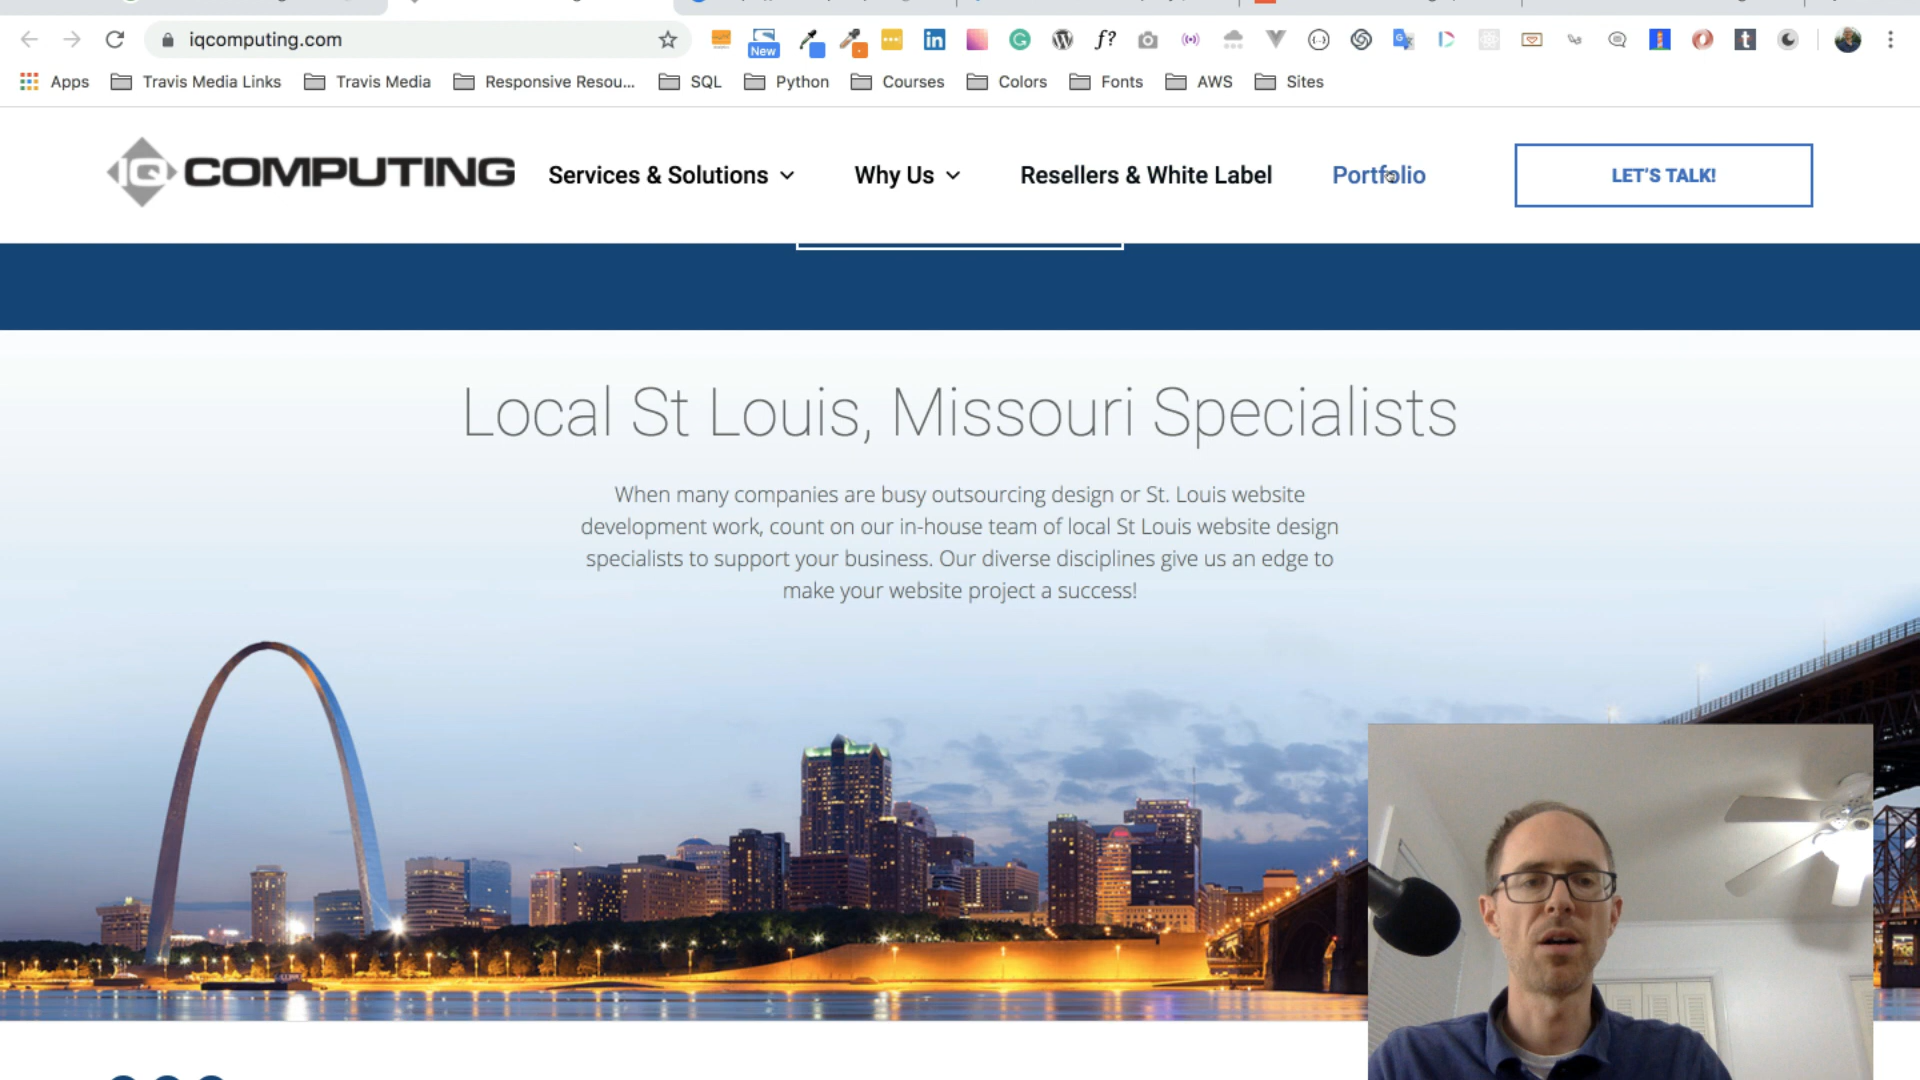 iqcomputing.com
New
f?
t
Apps
Travis Media Links
Travis Media
Responsive Resou...
SQL
Python
Courses
Colors
Fonts
AWS
Sites
IQ COMPUTING
Services & Solutions
Why Us
Resellers & White Label
Portfolio
LET'S TALK!
Local St Louis, Missouri Specialists
When many companies are busy outsourcing design or St. Louis website
development work, count on our in-house team of local St Louis website design
specialists to support your business. Our diverse disciplines give us an edge to
make your website project a success!